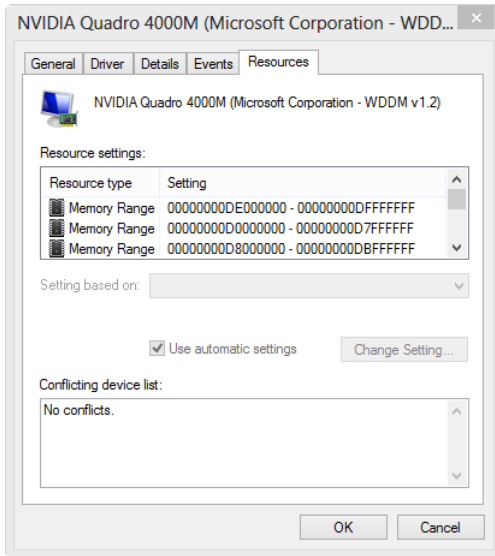 NVIDIA Quadro 4000M (Microsoft Corporation - WDD...
General Driver Details Events Resources
NVIDIA Quadro 4000M (Microsoft Corporation - WDDM v1.2)
Resource settings:
Resource type Setting
Memory Range 00000000DE000000 - 00000000DFFFFFFF
Memory Range 00000000D0000000 - 00000000D7FFFFFF
Memory Range 00000000D8000000 - 00000000DBFFFFFF
Setting based on:
Use automatic settings Change Setting...
Conflicting device list:
No conflicts.
OK Cancel